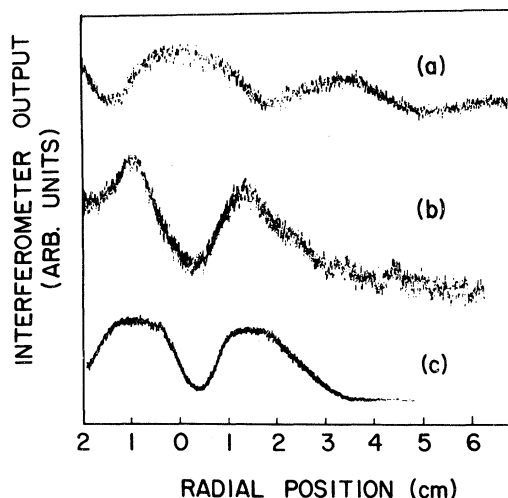 INTERFEROMETER OUTPUT
(ARB. UNITS)
(a)
(b)
(c)
2 1 0 1 2 3 4 5 6
RADIAL POSITION (cm)